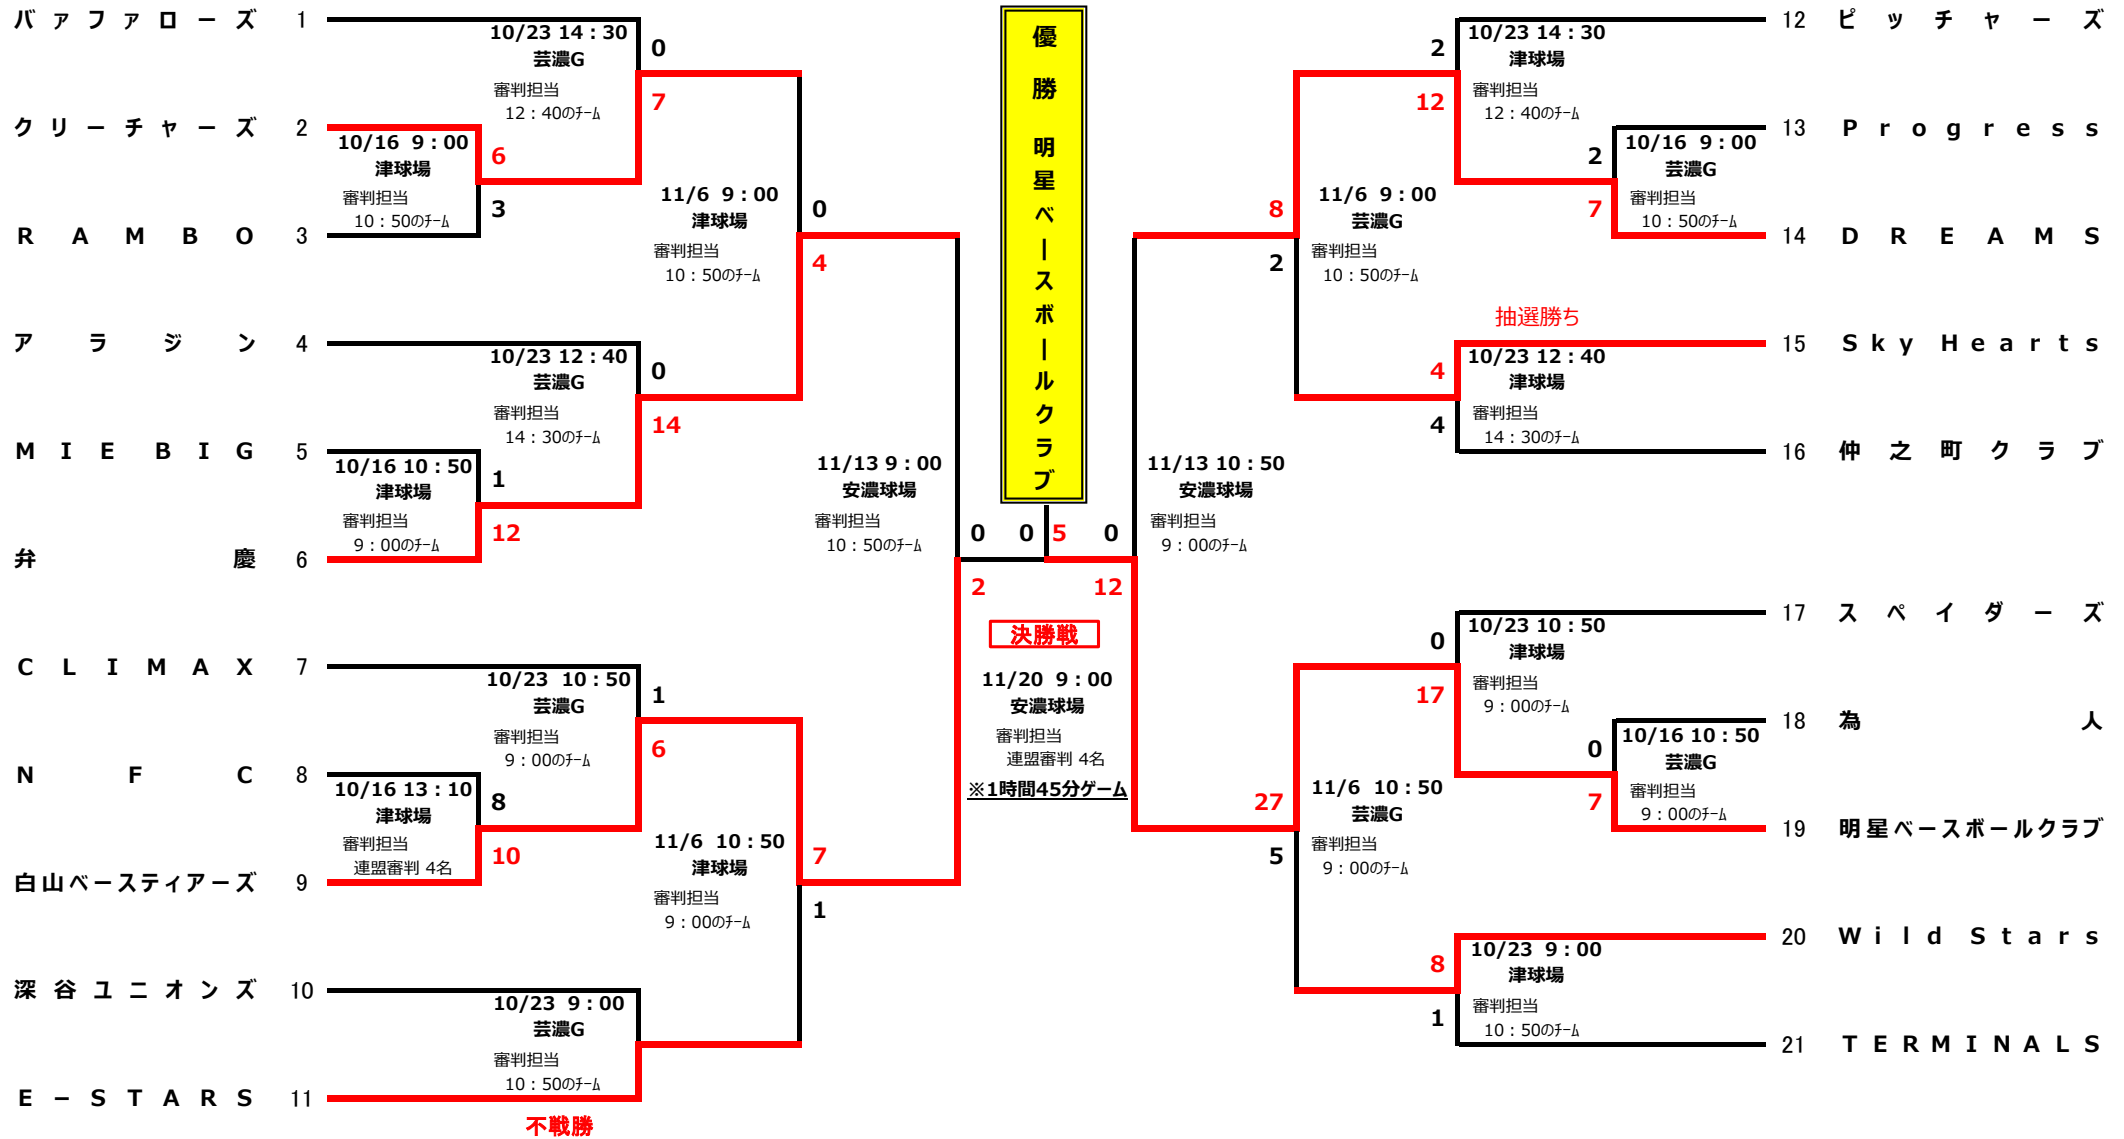 バァファローズ 1
10/23 14：30
芸濃G
審判担当
12：40のﾁｰﾑ
0
7
クリーチャーズ 2
10/16 9：00
津球場
審判担当
10：50のﾁｰﾑ
6
3
RAMBO 3
11/6 9：00
津球場
審判担当
10：50のﾁｰﾑ
0
4
アラジン 4
10/23 12：40
芸濃G
審判担当
14：30のﾁｰﾑ
0
14
MIE BIG 5
10/16 10：50
津球場
審判担当
9：00のﾁｰﾑ
1
12
弁慶 6
11/13 9：00
安濃球場
審判担当
10：50のﾁｰﾑ
0
2
CLIMAX 7
10/23 10：50
芸濃G
審判担当
9：00のﾁｰﾑ
1
6
NFC 8
10/16 13：10
津球場
審判担当
連盟審判 4名
8
10
白山ベースティアーズ 9
11/6 10：50
津球場
審判担当
9：00のﾁｰﾑ
7
1
深谷ユニオンズ 10
10/23 9：00
芸濃G
審判担当
10：50のﾁｰﾑ
E－STARS 11
不戦勝
優勝 明星ベースボールクラブ
0 5
決勝戦
11/20 9：00
安濃球場
審判担当
連盟審判 4名
※1時間45分ゲーム
12 ピッチャーズ
2
12
10/23 14：30
津球場
審判担当
12：40のﾁｰﾑ
13 Progress
2
7
10/16 9：00
芸濃G
審判担当
10：50のﾁｰﾑ
14 DREAMS
8
2
11/6 9：00
芸濃G
審判担当
10：50のﾁｰﾑ
抽選勝ち
15 Sky Hearts
4
4
10/23 12：40
津球場
審判担当
14：30のﾁｰﾑ
16 仲之町クラブ
0
12
11/13 10：50
安濃球場
審判担当
9：00のﾁｰﾑ
17 スペイダーズ
0
17
10/23 10：50
津球場
審判担当
9：00のﾁｰﾑ
18 為人
0
7
10/16 10：50
芸濃G
審判担当
9：00のﾁｰﾑ
19 明星ベースボールクラブ
27
5
11/6 10：50
芸濃G
審判担当
9：00のﾁｰﾑ
20 Wild Stars
8
1
10/23 9：00
津球場
審判担当
10：50のﾁｰﾑ
21 TERMINALS